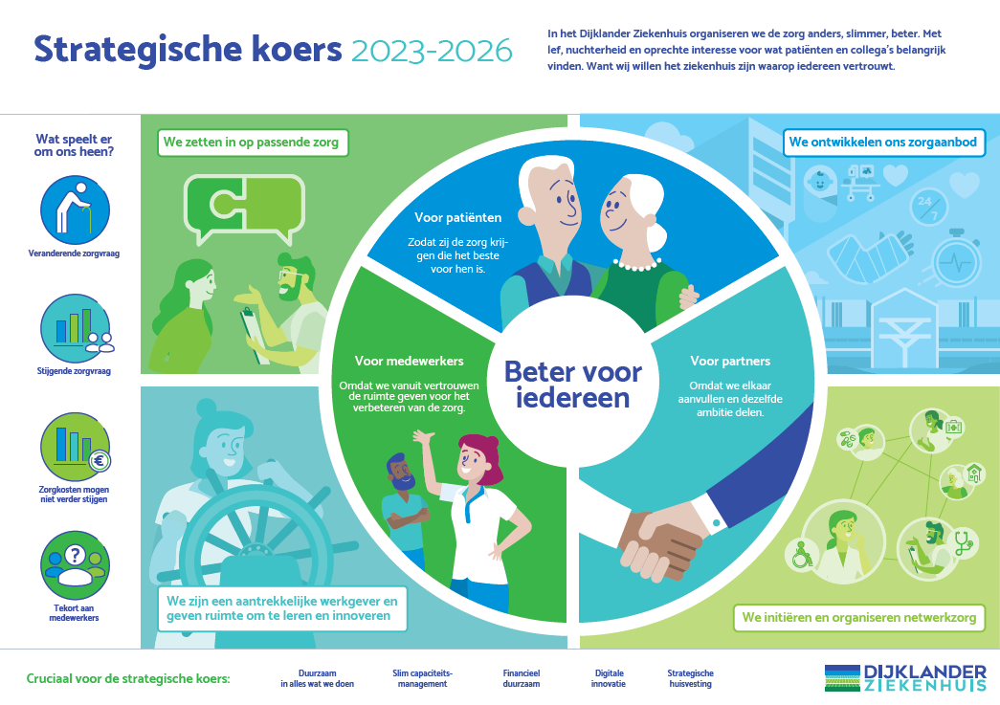 Strategische koers 2023-2026
In het Dijklander Ziekenhuis organiseren we de zorg anders, slimmer, beter. Met
lef, nuchterheid en oprechte interesse voor wat patiënten en collega's belangrijk
vinden. Want wij willen het ziekenhuis zijn waarop iedereen vertrouwt.
Wat speelt er
om ons heen?
Veranderende zorgvraag
Stijgende zorgvraag
€
Zorgkosten mogen
niet verder stijgen
?
Tekort aan
medewerkers
We zetten in op passende zorg
We ontwikkelen ons zorgaanbod
24/7
Voor patiënten
Zodat zij de zorg krij-
gen die het beste
voor hen is.
Voor medewerkers
Omdat we vanuit vertrouwen
de ruimte geven voor het
verbeteren van de zorg.
Beter voor
iedereen
Voor partners
Omdat we elkaar
aanvullen en dezelfde
ambitie delen.
We zijn een aantrekkelijke werkgever en
geven ruimte om te leren en innoveren
We initiëren en organiseren netwerkzorg
Cruciaal voor de strategische koers:
Duurzaam
in alles wat we doen
Slim capaciteits-
management
Financieel
duurzaam
Digitale
innovatie
Strategische
huisvesting
DIJKLANDER
ZIEKENHUIS